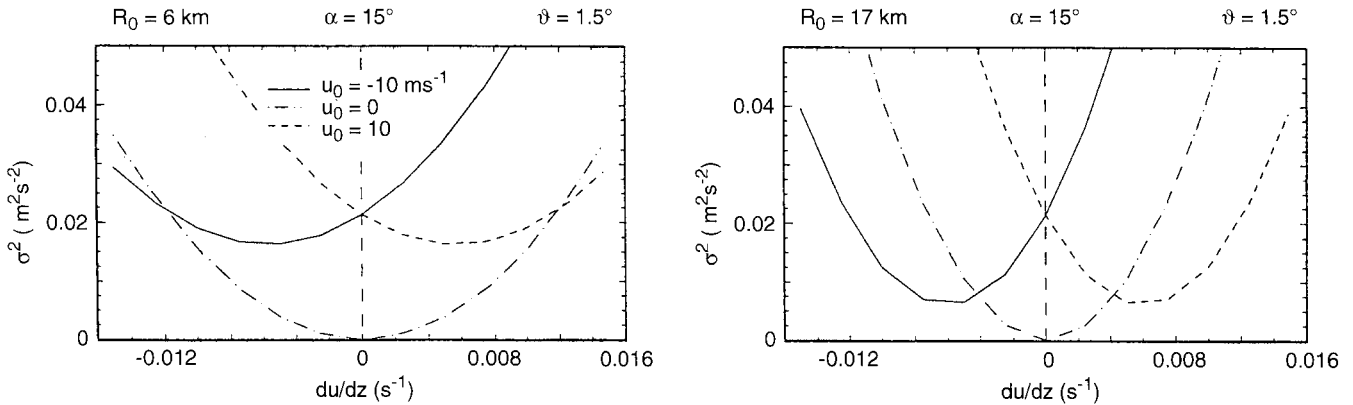 R₀ = 6 km α = 15° ϑ = 1.5°
u₀ = -10 ms⁻¹
u₀ = 0
u₀ = 10
σ² ( m²s⁻²)
0.04
0.02
0
-0.012 0 0.008 0.016
du/dz (s⁻¹)
R₀ = 17 km α = 15° ϑ = 1.5°
σ² ( m²s⁻²)
0.04
0.02
0
-0.012 0 0.008 0.016
du/dz (s⁻¹)